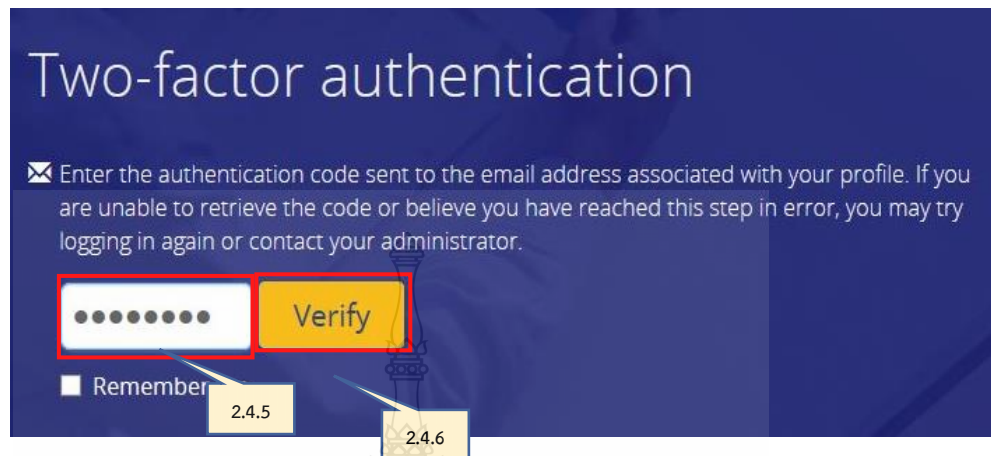 Two-factor authentication
Enter the authentication code sent to the email address associated with your profile. If you
are unable to retrieve the code or believe you have reached this step in error, you may try
logging in again or contact your administrator.
Verify
Remember
2.4.5
2.4.6